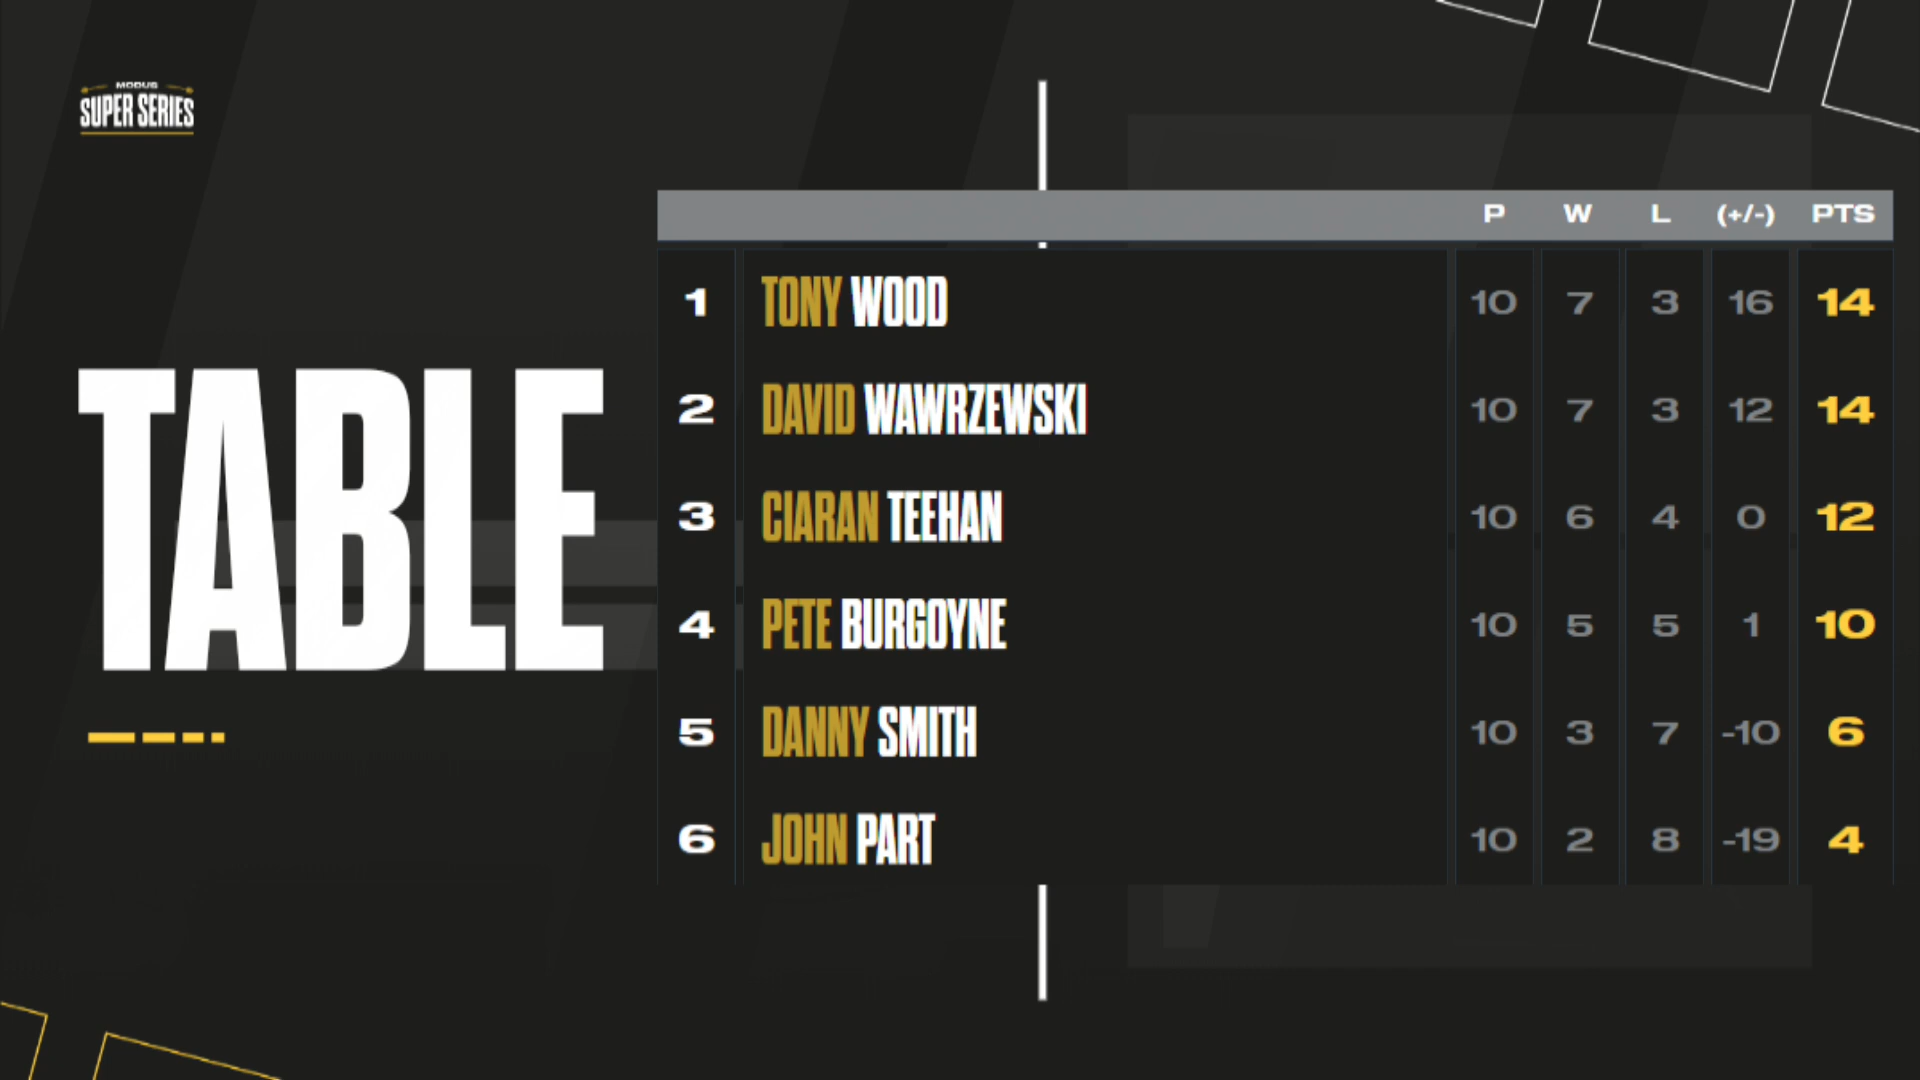 MODUS
SUPER SERIES
TABLE
P W L (+/-) PTS
1 TONY WOOD 10 7 3 16 14
2 DAVID WAWRZEWSKI 10 7 3 12 14
3 CIARAN TEEHAN 10 6 4 0 12
4 PETE BURGOYNE 10 5 5 1 10
5 DANNY SMITH 10 3 7 -10 6
6 JOHN PART 10 2 8 -19 4